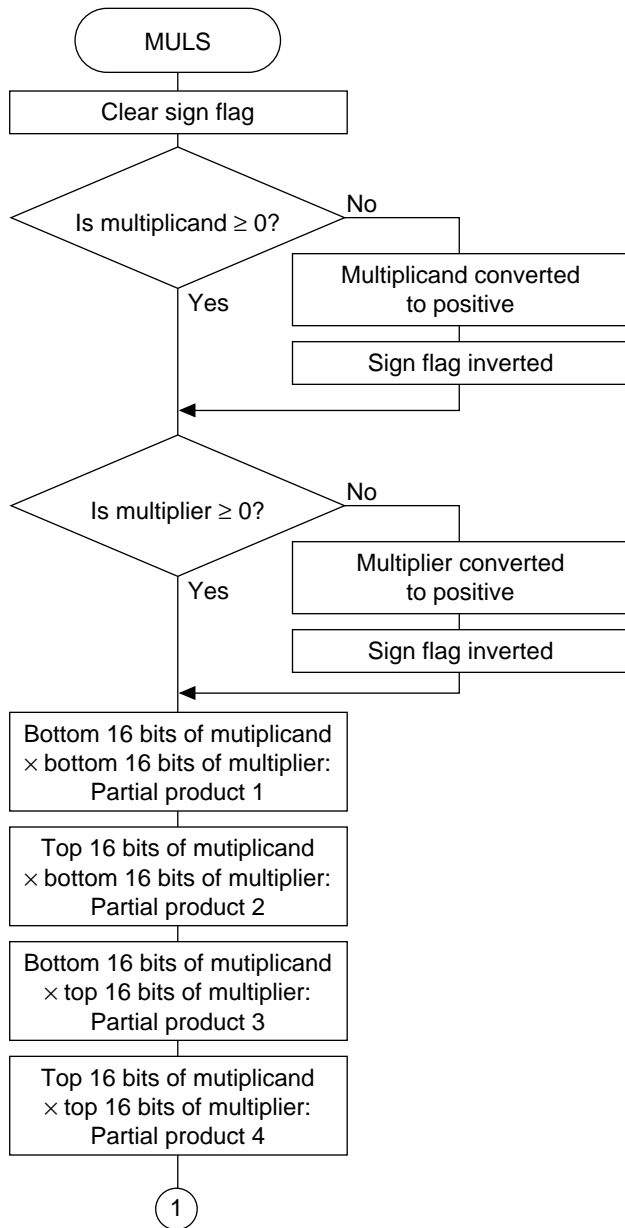 MULS
Clear sign flag
Is multiplicand ≥ 0?
No
Yes
Multiplicand converted
to positive
Sign flag inverted
Is multiplier ≥ 0?
No
Yes
Multiplier converted
to positive
Sign flag inverted
Bottom 16 bits of mutiplicand
× bottom 16 bits of multiplier:
Partial product 1
Top 16 bits of mutiplicand
× bottom 16 bits of multiplier:
Partial product 2
Bottom 16 bits of mutiplicand
× top 16 bits of multiplier:
Partial product 3
Top 16 bits of mutiplicand
× top 16 bits of multiplier:
Partial product 4
1